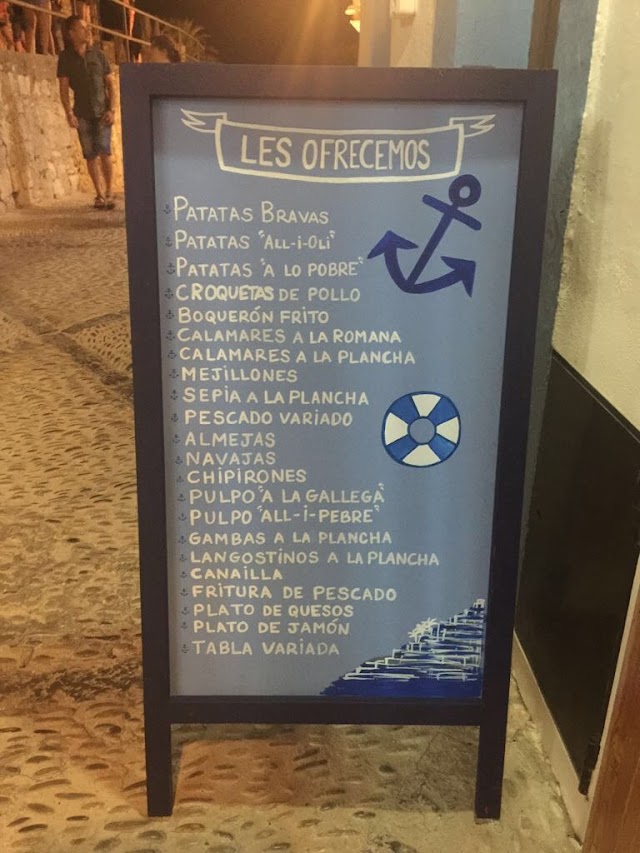 LES OFRECEMOS
PATATAS BRAVAS
PATATAS "ALL-I-OLI"
PATATAS "A LO POBRE"
CROQUETAS DE POLLO
BOQUERÓN FRITO
CALAMARES A LA ROMANA
CALAMARES A LA PLANCHA
MEJILLONES
SEPIA A LA PLANCHA
PESCADO VARIADO
ALMEJAS
NAVAJAS
CHIPIRONES
PULPO "A LA GALLEGA"
PULPO "ALL-I-PEBRE"
GAMBAS A LA PLANCHA
LANGOSTINOS A LA PLANCHA
CANAILLA
FRITURA DE PESCADO
PLATO DE QUESOS
PLATO DE JAMÓN
TABLA VARIADA